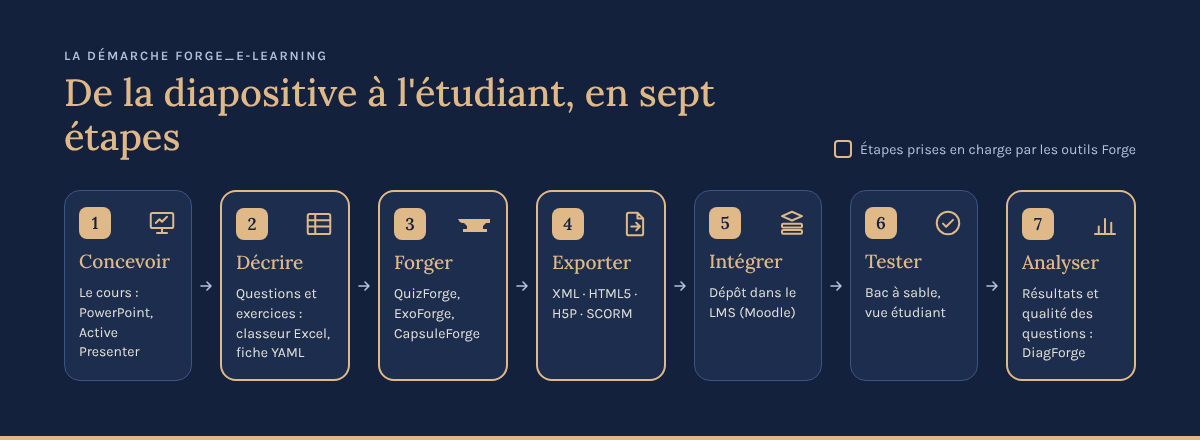 LA DÉMARCHE FORGE_E-LEARNING
De la diapositive à l'étudiant, en sept
étapes
Étapes prises en charge par les outils Forge
1
Concevoir
Le cours :
PowerPoint,
Active
Presenter
2
Décrire
Questions et
exercices :
classeur Excel,
fiche YAML
3
Forger
QuizForge,
ExoForge,
CapsuleForge
4
Exporter
XML · HTML5 ·
H5P · SCORM
5
Intégrer
Dépôt dans le
LMS (Moodle)
6
Tester
Bac à sable,
vue étudiant
7
Analyser
Résultats et
qualité des
questions :
DiagForge